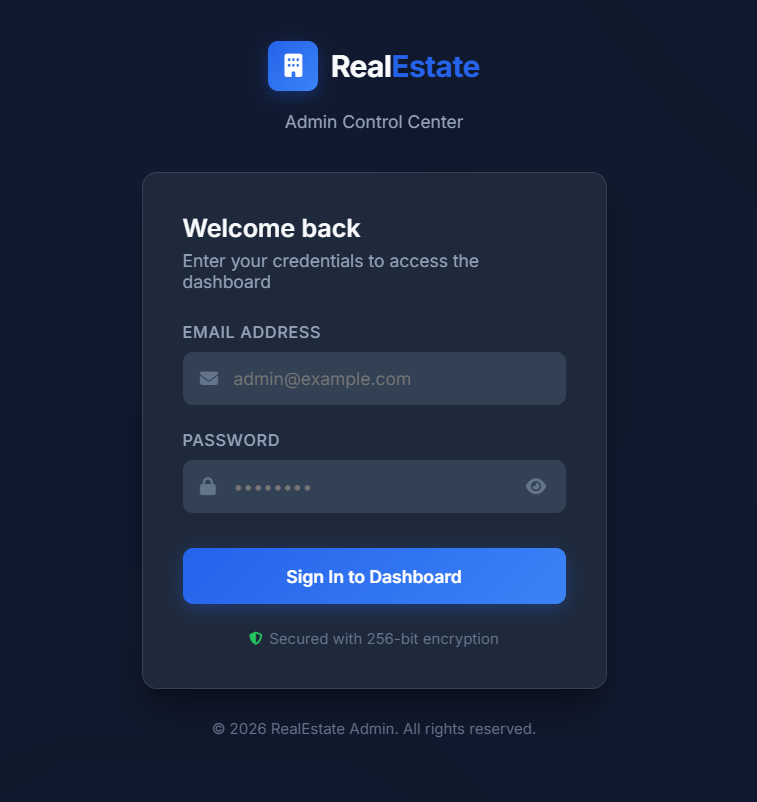 RealEstate
Admin Control Center
Welcome back
Enter your credentials to access the
dashboard
EMAIL ADDRESS
admin@example.com
PASSWORD
••••••••
Sign In to Dashboard
Secured with 256-bit encryption
© 2026 RealEstate Admin. All rights reserved.